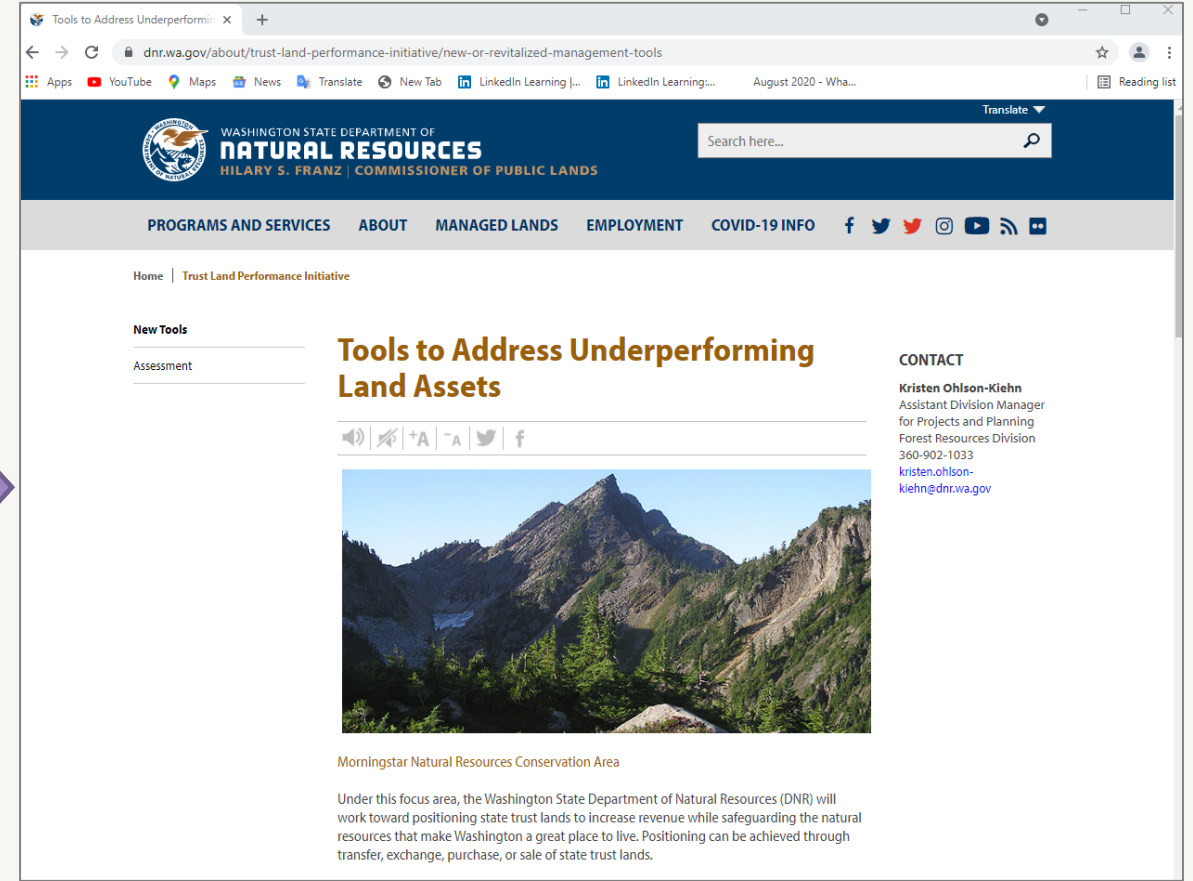 Tools to Address Underperformin
dnr.wa.gov/about/trust-land-performance-initiative/new-or-revitalized-management-tools
Apps YouTube Maps News Translate New Tab LinkedIn Learning |... LinkedIn Learning:... August 2020 - Wha... Reading list
Translate
WASHINGTON STATE DEPARTMENT OF
NATURAL RESOURCES
HILARY S. FRANZ | COMMISSIONER OF PUBLIC LANDS
Search here...
PROGRAMS AND SERVICES ABOUT MANAGED LANDS EMPLOYMENT COVID-19 INFO
Home | Trust Land Performance Initiative
New Tools
Assessment
Tools to Address Underperforming
Land Assets
+A -A
Morningstar Natural Resources Conservation Area
Under this focus area, the Washington State Department of Natural Resources (DNR) will
work toward positioning state trust lands to increase revenue while safeguarding the natural
resources that make Washington a great place to live. Positioning can be achieved through
transfer, exchange, purchase, or sale of state trust lands.
CONTACT
Kristen Ohlson-Kiehn
Assistant Division Manager
for Projects and Planning
Forest Resources Division
360-902-1033
kristen.ohlson-
kiehn@dnr.wa.gov